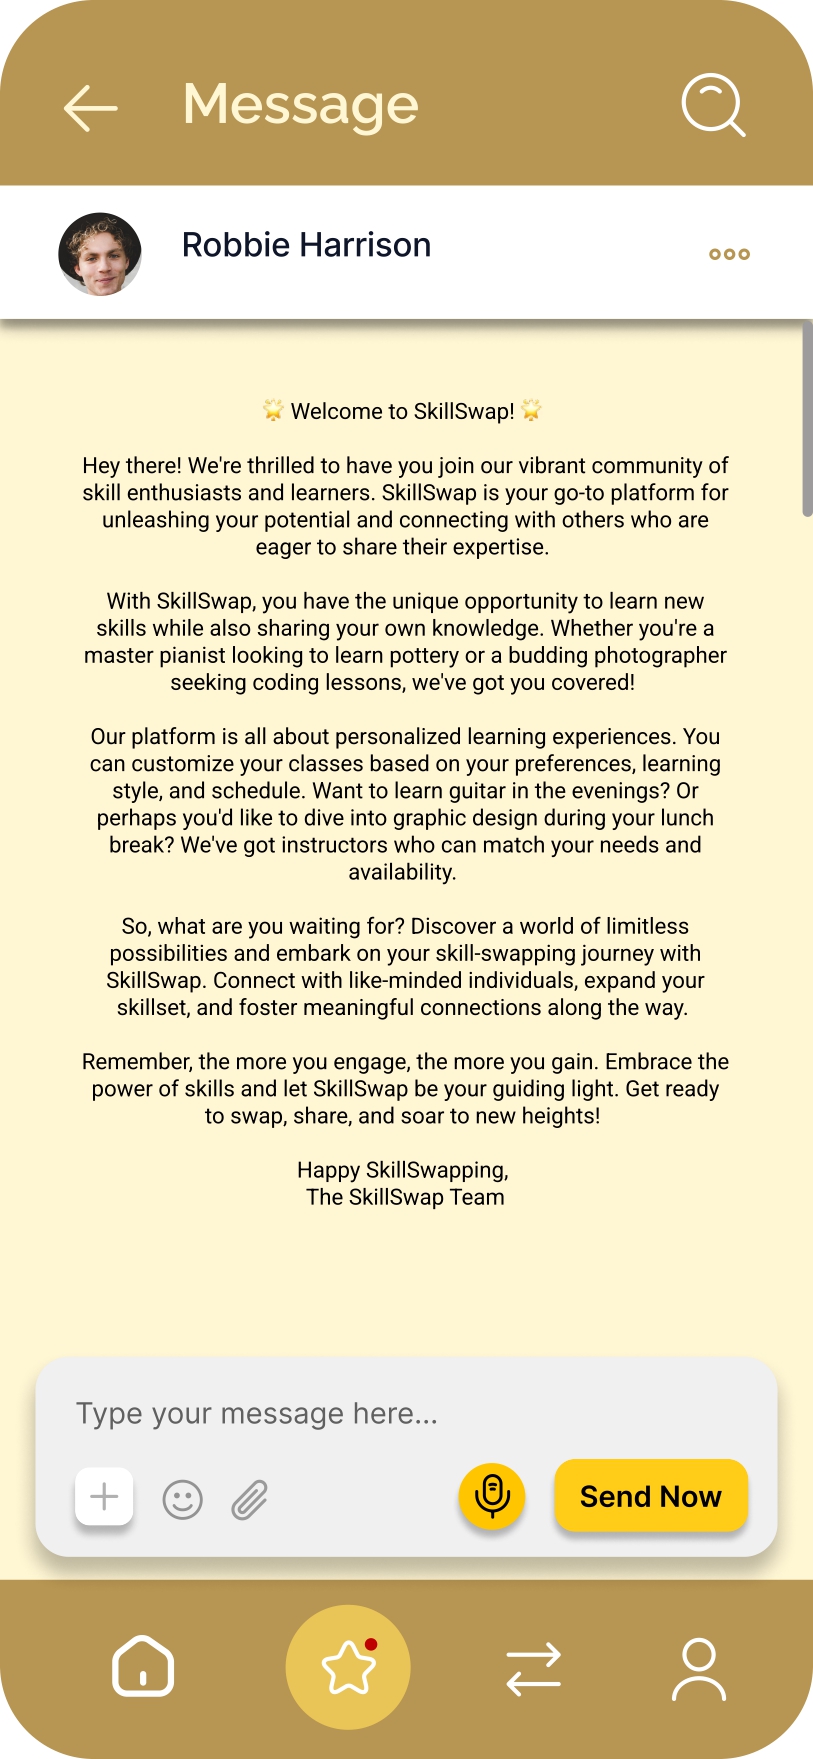 Message
Robbie Harrison
🌟 Welcome to SkillSwap! 🌟
Hey there! We're thrilled to have you join our vibrant community of
skill enthusiasts and learners. SkillSwap is your go-to platform for
unleashing your potential and connecting with others who are
eager to share their expertise.
With SkillSwap, you have the unique opportunity to learn new
skills while also sharing your own knowledge. Whether you're a
master pianist looking to learn pottery or a budding photographer
seeking coding lessons, we've got you covered!
Our platform is all about personalized learning experiences. You
can customize your classes based on your preferences, learning
style, and schedule. Want to learn guitar in the evenings? Or
perhaps you'd like to dive into graphic design during your lunch
break? We've got instructors who can match your needs and
availability.
So, what are you waiting for? Discover a world of limitless
possibilities and embark on your skill-swapping journey with
SkillSwap. Connect with like-minded individuals, expand your
skillset, and foster meaningful connections along the way.
Remember, the more you engage, the more you gain. Embrace the
power of skills and let SkillSwap be your guiding light. Get ready
to swap, share, and soar to new heights!
Happy SkillSwapping,
The SkillSwap Team
Type your message here...
Send Now